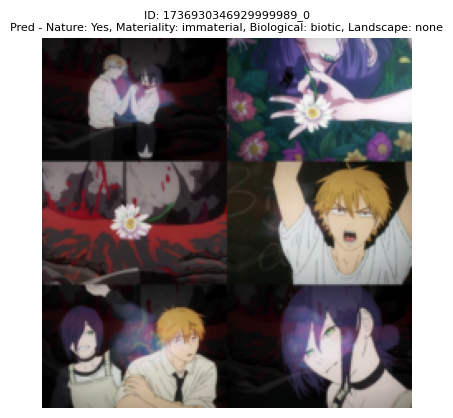 ID: 1736930346929999989_0
Pred - Nature: Yes, Materiality: immaterial, Biological: biotic, Landscape: none